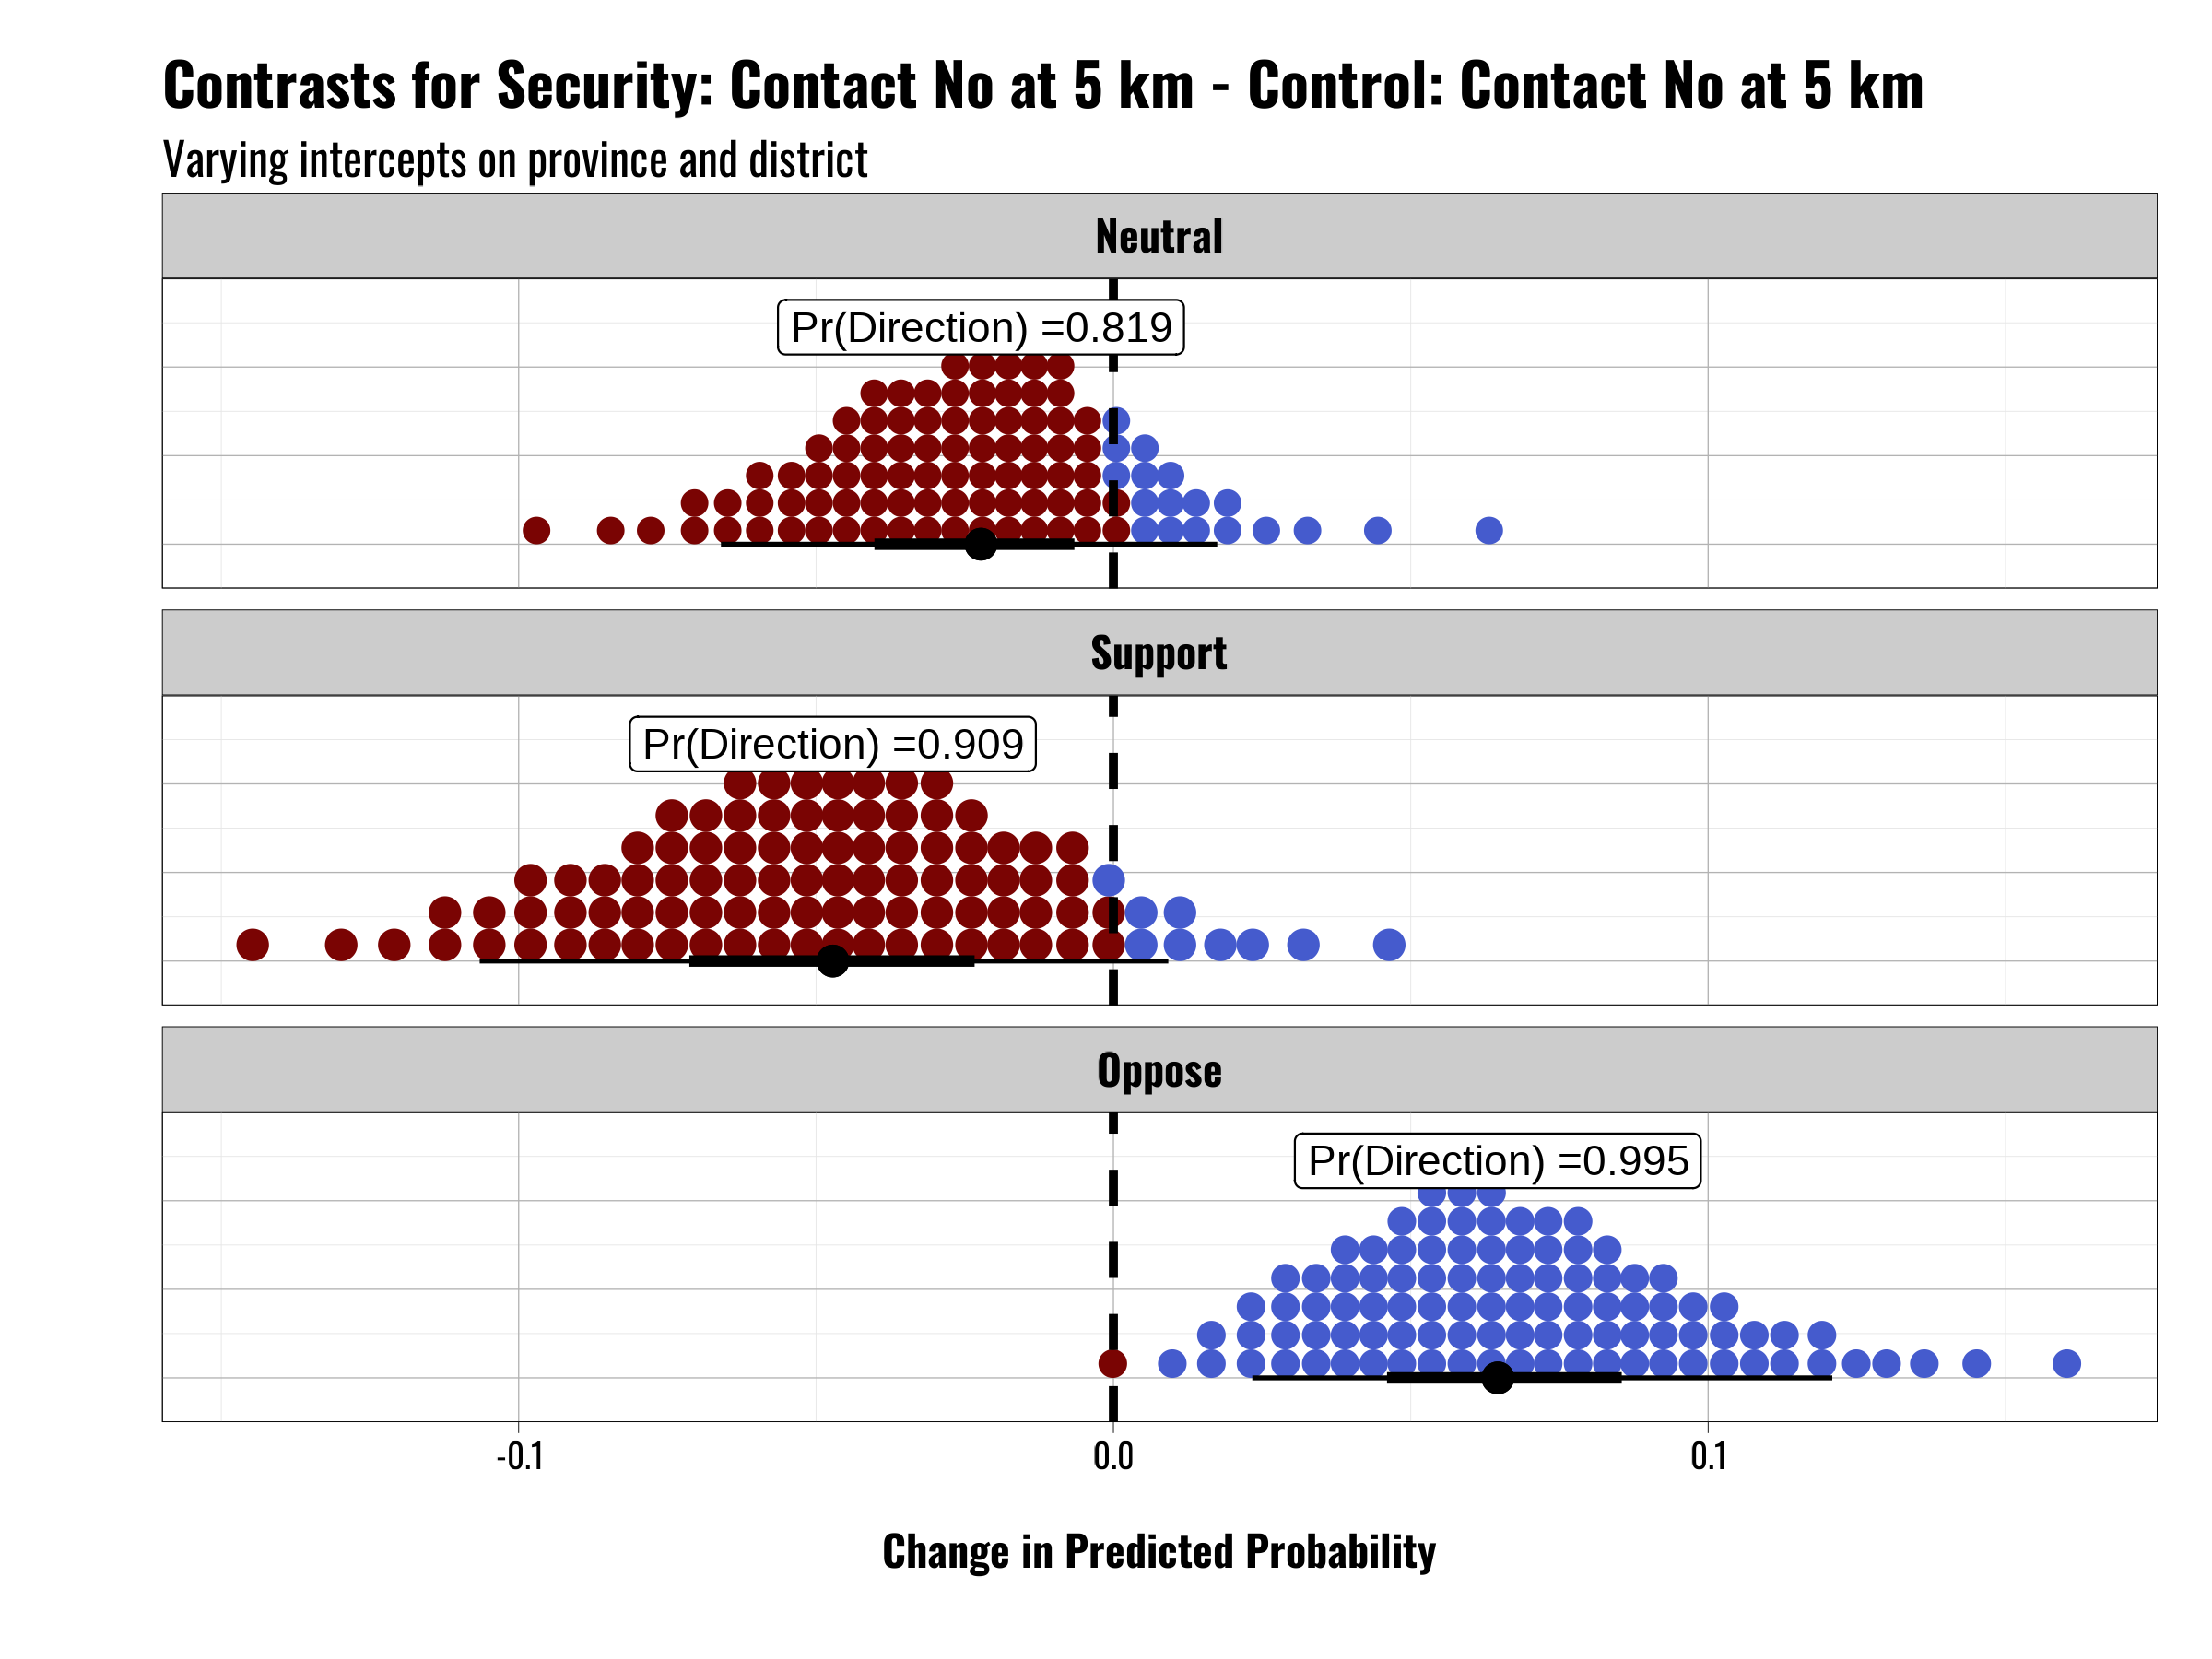 Contrasts for Security: Contact No at 5 km - Control: Contact No at 5 km
Varying intercepts on province and district
Neutral
Pr(Direction) =0.819
Support
Pr(Direction) =0.909
Oppose
Pr(Direction) =0.995
-0.1 0.0 0.1
Change in Predicted Probability